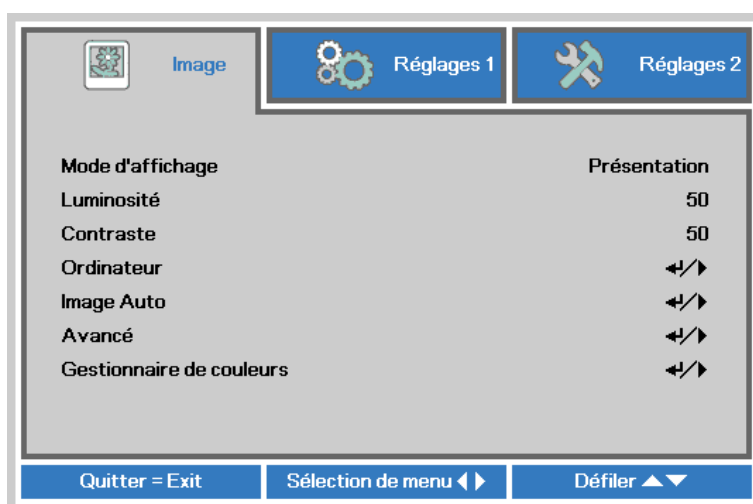 Image Réglages 1 Réglages 2
Mode d'affichage Présentation
Luminosité 50
Contraste 50
Ordinateur ↵/▶
Image Auto ↵/▶
Avancé ↵/▶
Gestionnaire de couleurs ↵/▶
Quitter = Exit Sélection de menu ◀▶ Défiler ▲▼